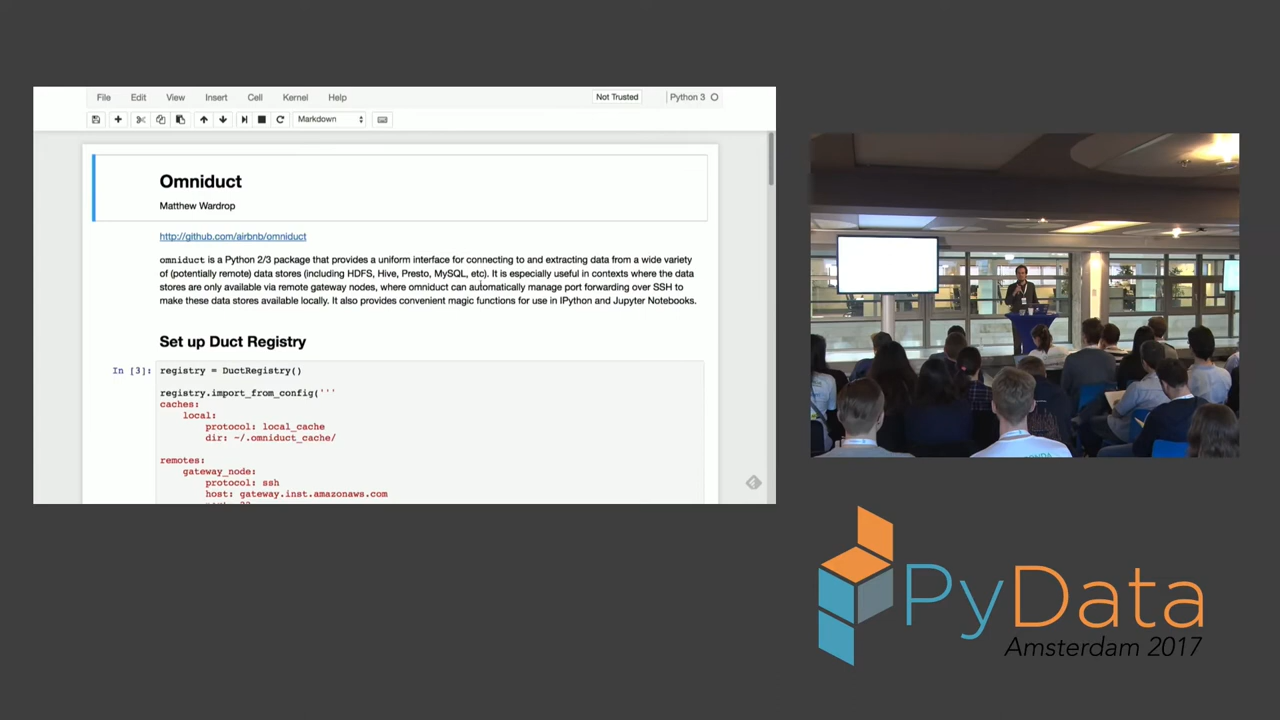 File Edit View Insert Cell Kernel Help Not Trusted Python 3
Markdown
Omniduct
Matthew Wardrop
http://github.com/airbnb/omniduct
omniduct is a Python 2/3 package that provides a uniform interface for connecting to and extracting data from a wide variety
of (potentially remote) data stores (including HDFS, Hive, Presto, MySQL, etc). It is especially useful in contexts where the data
stores are only available via remote gateway nodes, where omniduct can automatically manage port forwarding over SSH to
make these data stores available locally. It also provides convenient magic functions for use in IPython and Jupyter Notebooks.
Set up Duct Registry
In [3]: registry = DuctRegistry()
registry.import_from_config('''
caches:
local:
protocol: local_cache
dir: ~/.omniduct_cache/
remotes:
gateway_node:
protocol: ssh
host: gateway.inst.amazonaws.com
PyData
Amsterdam 2017